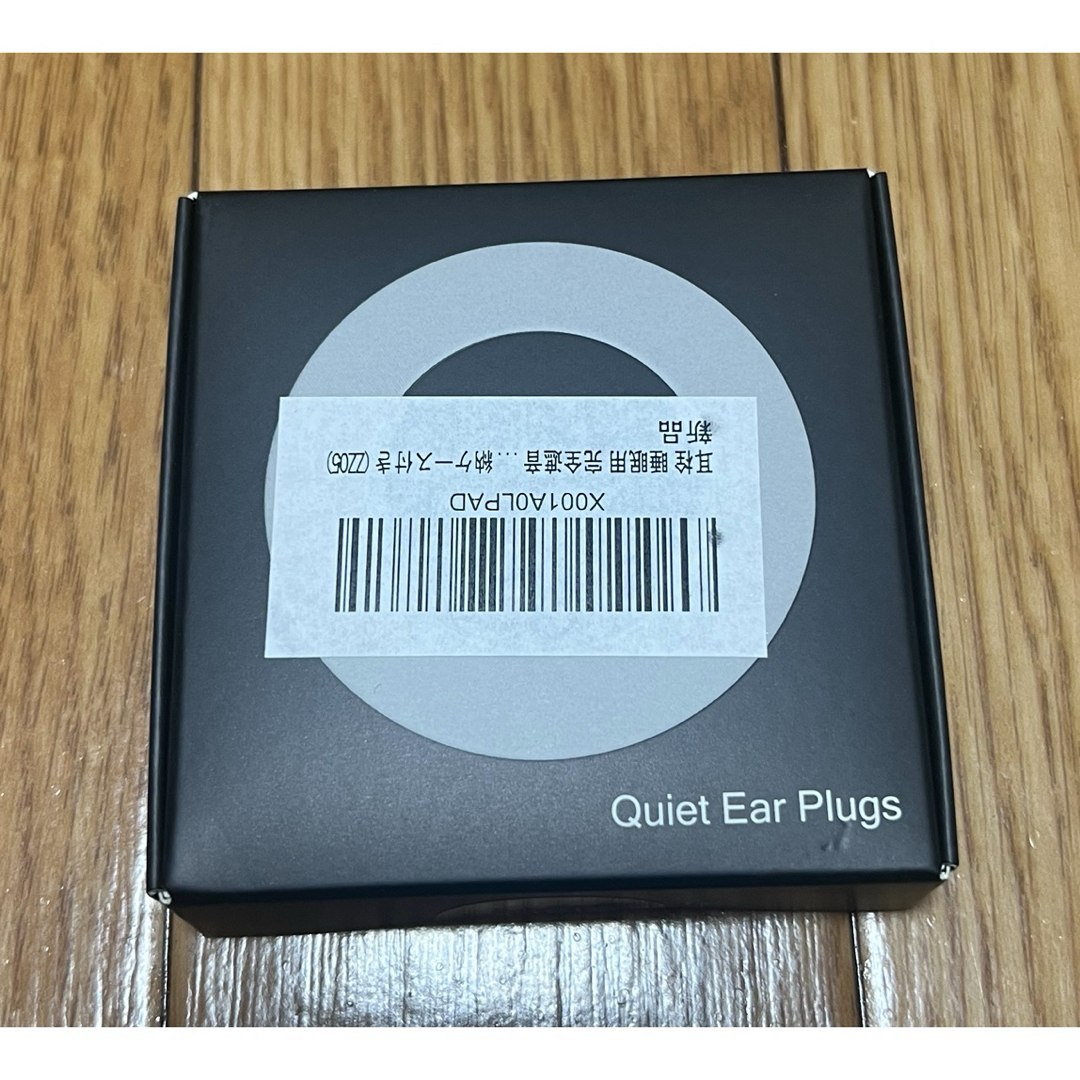 X001A0LPAD
耳栓 睡眠用 完全遮音 ... 納ケース付き (ZZ05)
新品
Quiet Ear Plugs